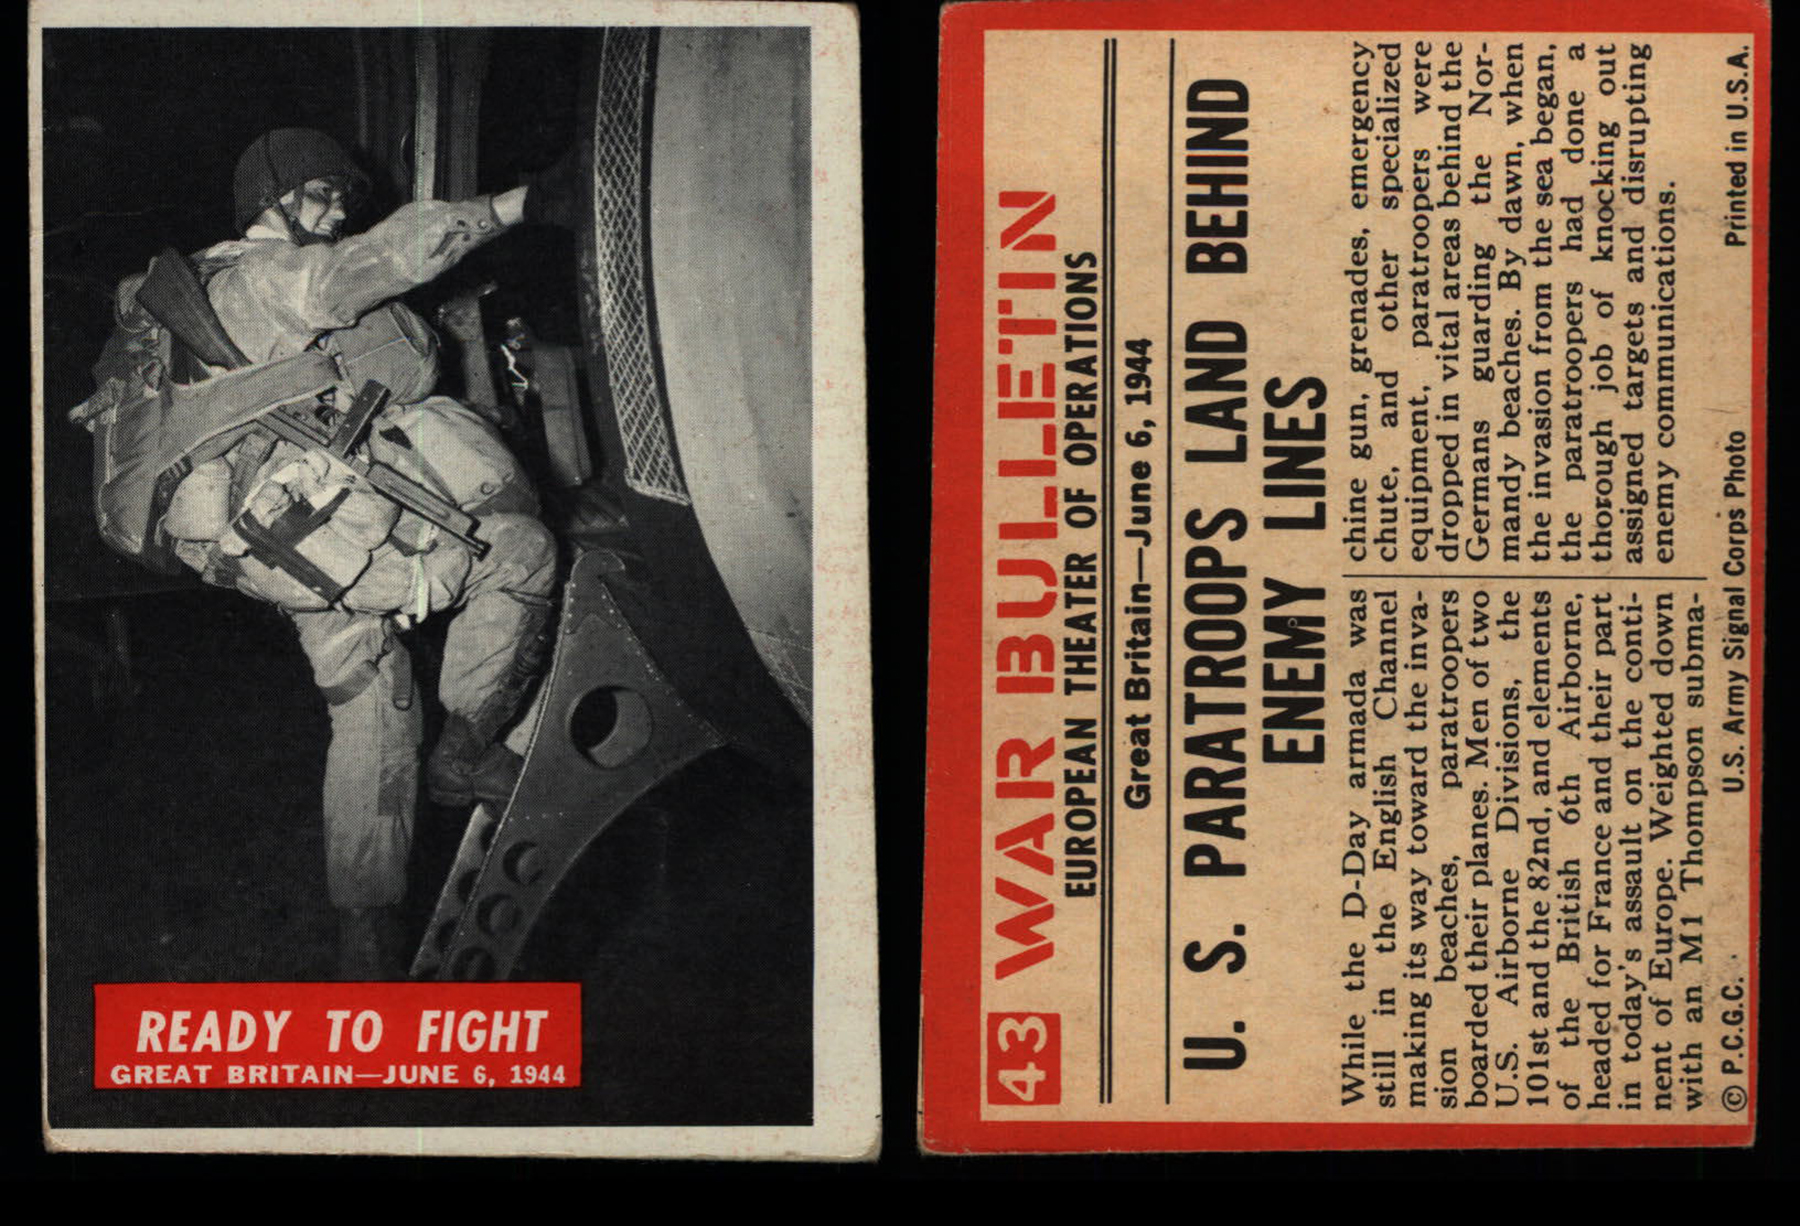 READY TO FIGHT
GREAT BRITAIN—JUNE 6, 1944
43 WAR BULLETIN
EUROPEAN THEATER OF OPERATIONS
Great Britain—June 6, 1944
U. S. PARATROOPS LAND BEHIND
ENEMY LINES
While the D-Day armada was
still in the English Channel
making its way toward the inva-
sion beaches, paratroopers
boarded their planes. Men of two
U.S. Airborne Divisions, the
101st and the 82nd, and elements
of the British 6th Airborne,
headed for France and their part
in today's assault on the conti-
nent of Europe. Weighted down
with an M1 Thompson subma-
chine gun, grenades, emergency
chute, and other specialized
equipment, paratroopers were
dropped in vital areas behind the
Germans guarding the Nor-
mandy beaches. By dawn, when
the invasion from the sea began,
the paratroopers had done a
thorough job of knocking out
assigned targets and disrupting
enemy communications.
© P.C.G.C. U.S. Army Signal Corps Photo Printed in U.S.A.